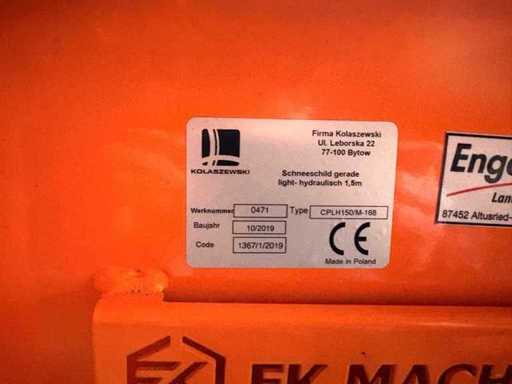 KOLASZEWSKI
Firma Kolaszewski
Ul. Leborska 22
77-100 Bytow
Schneeschild gerade
light- hydraulisch 1,5m
Werknummer 0471 Type CPLH150/M-168
Baujahr 10/2019
Code 1367/1/2019
CE
Made in Poland
Enge
Lan
87452 Altusried-
EK MACH